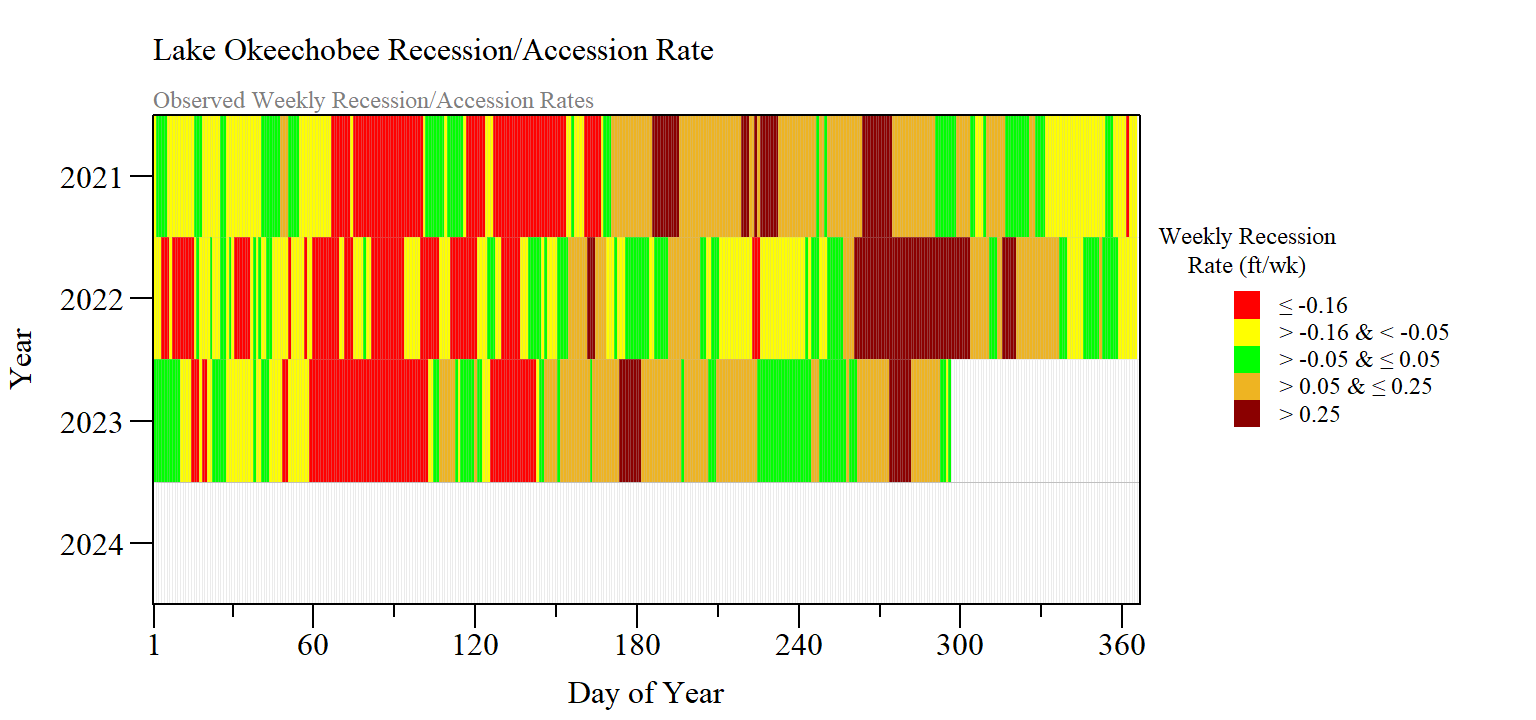 Lake Okeechobee Recession/Accession Rate
Observed Weekly Recession/Accession Rates
Year
2021
2022
2023
2024
1 60 120 180 240 300 360
Day of Year
Weekly Recession
Rate (ft/wk)
≤ -0.16
> -0.16 & < -0.05
> -0.05 & ≤ 0.05
> 0.05 & ≤ 0.25
> 0.25